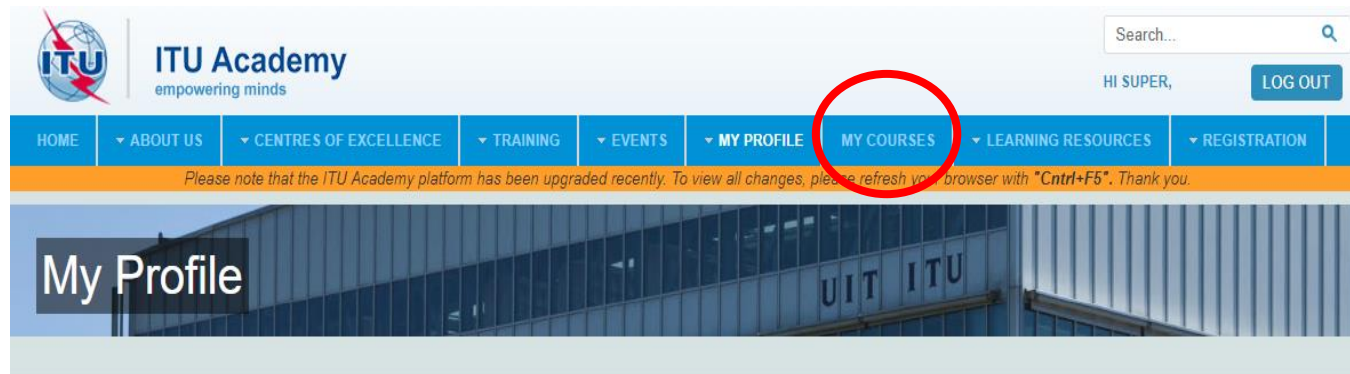 Search...
ITU
ITU Academy
empowering minds
HI SUPER,
LOG OUT
HOME
ABOUT US
CENTRES OF EXCELLENCE
TRAINING
EVENTS
MY PROFILE
MY COURSES
LEARNING RESOURCES
REGISTRATION
Please note that the ITU Academy platform has been upgraded recently. To view all changes, please refresh your browser with "Cntrl+F5". Thank you.
My Profile
UIT ITU